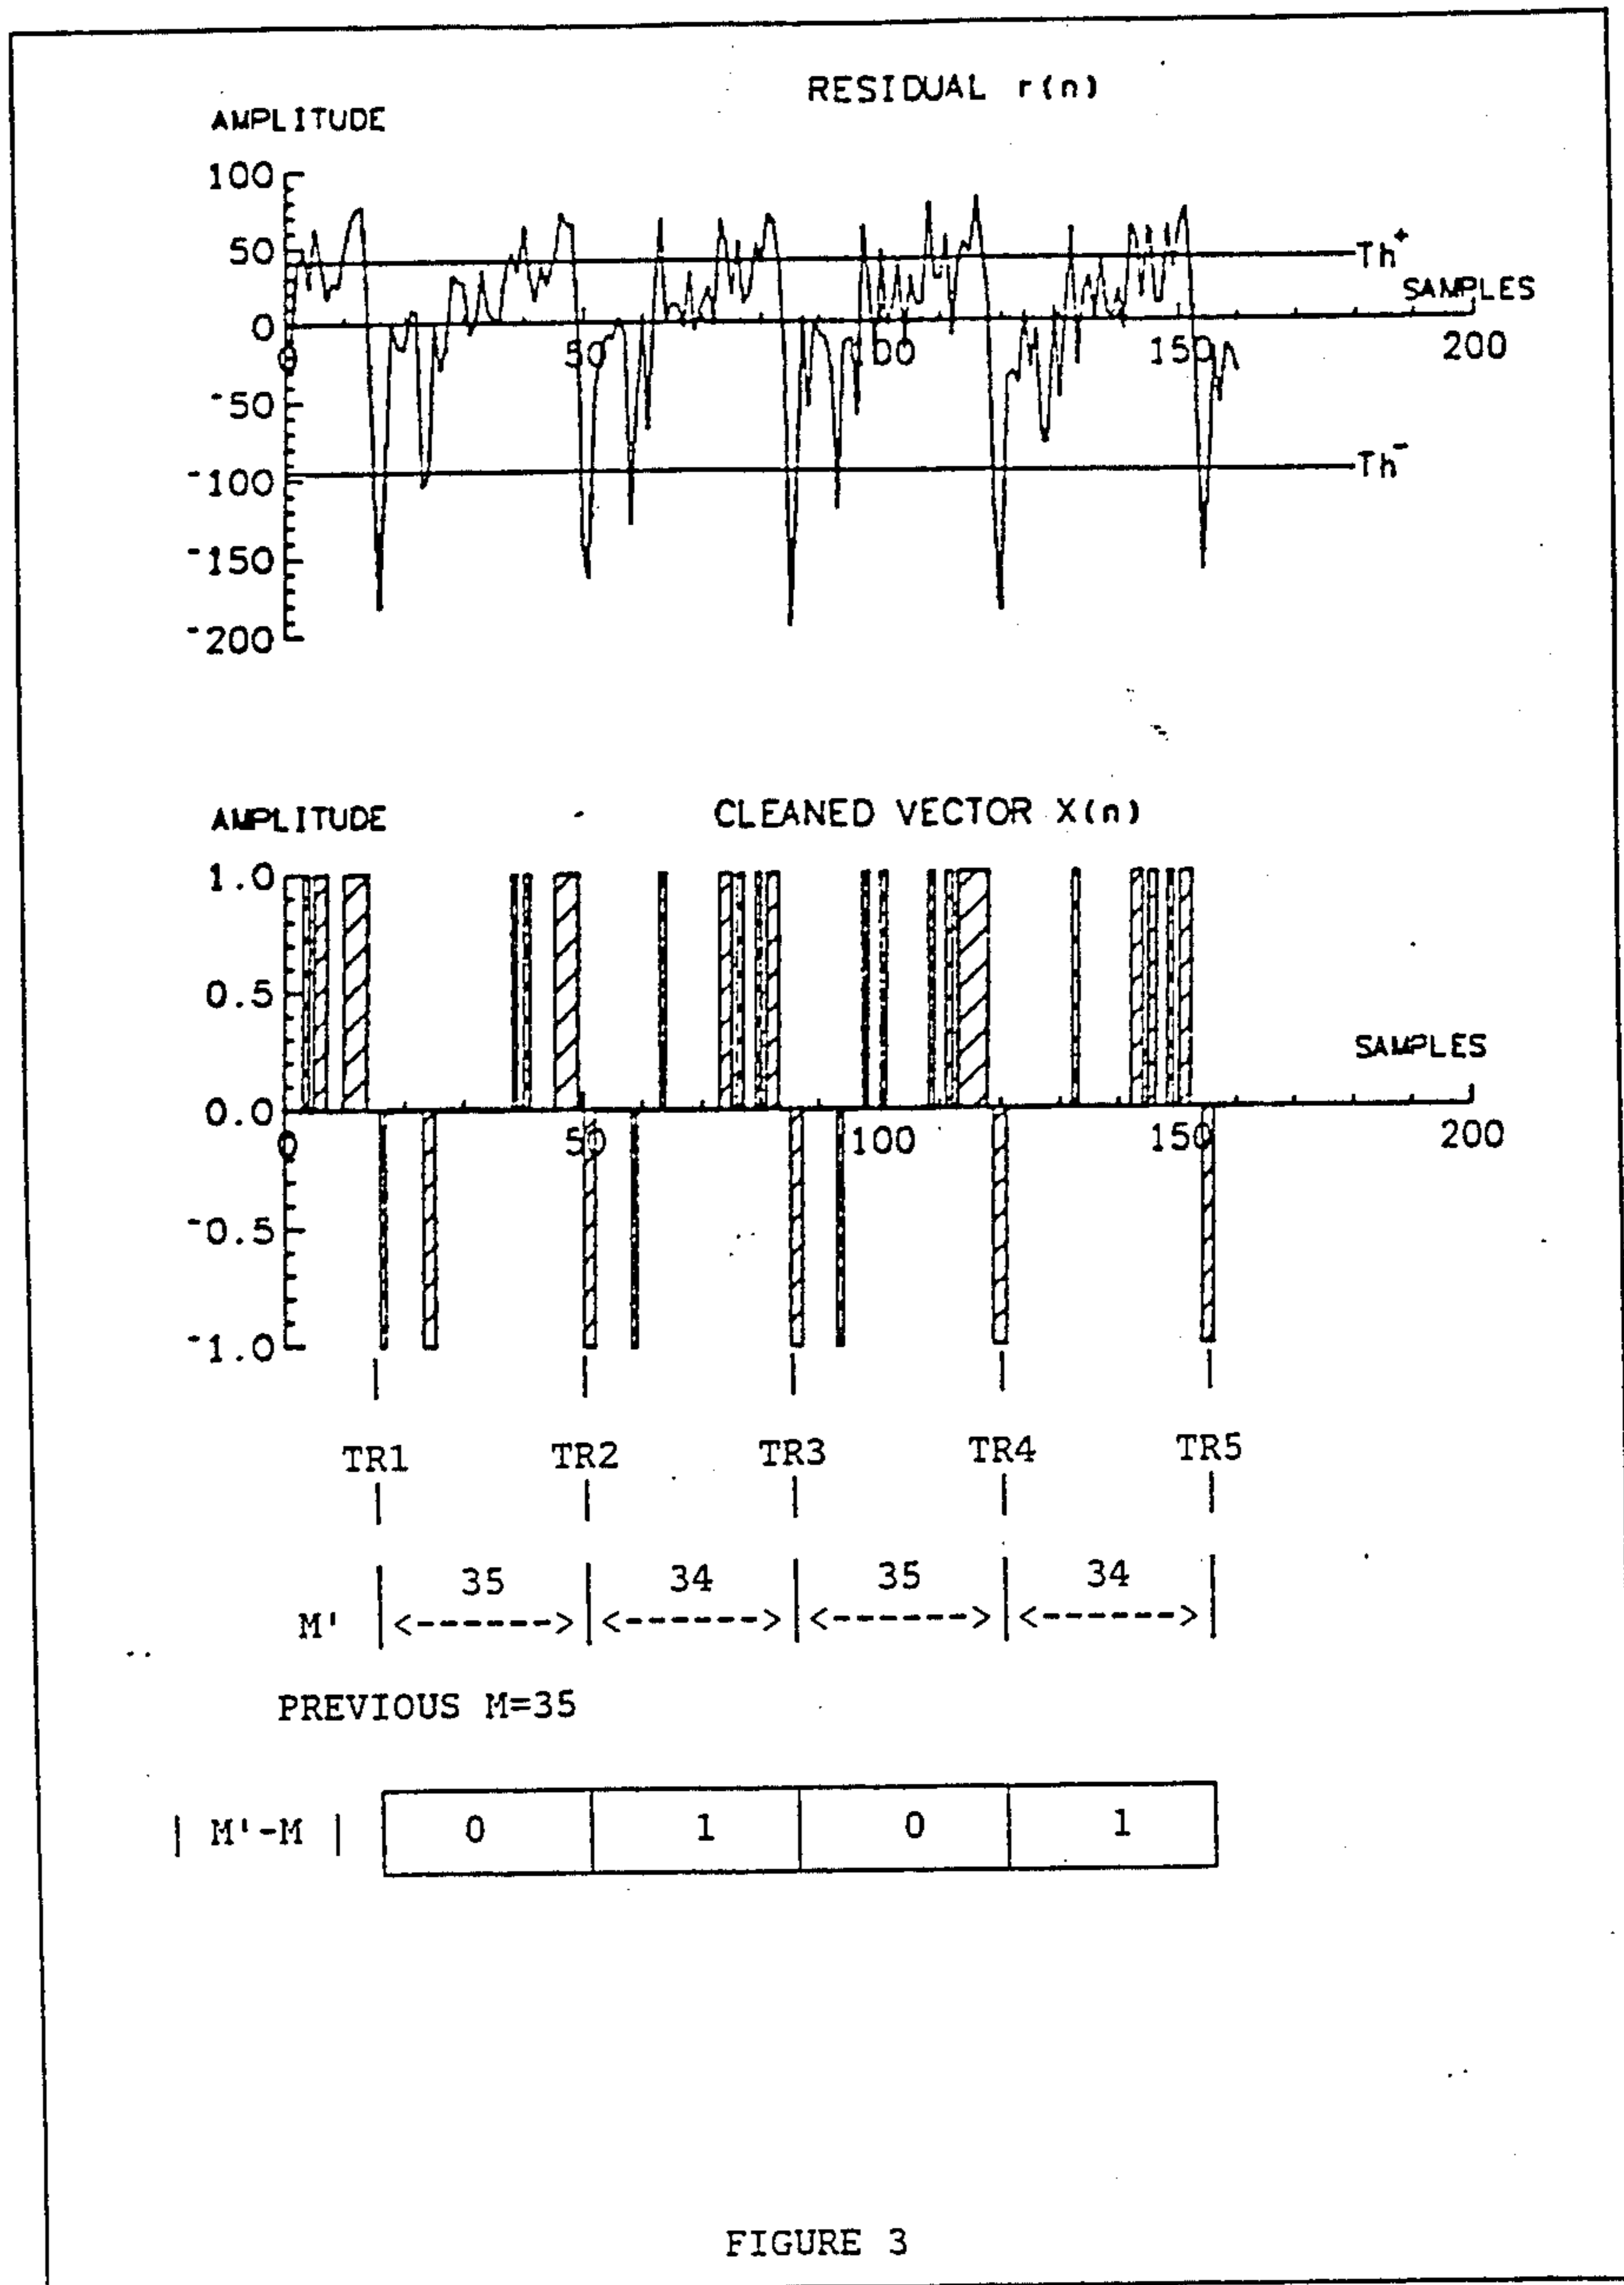 RESIDUAL r(n)
AMPLITUDE
100
50
0
-50
-100
-150
-200
Th+
SAMPLES
0 50 100 150 200
Th-
AMPLITUDE
CLEANED VECTOR X(n)
1.0
0.5
0.0
-0.5
-1.0
SAMPLES
0 50 100 150 200
TR1 TR2 TR3 TR4 TR5
35 34 35 34
M' |<------>|<------>|<------>|<------>|
PREVIOUS M=35
| M'-M | 0 1 0 1
FIGURE 3